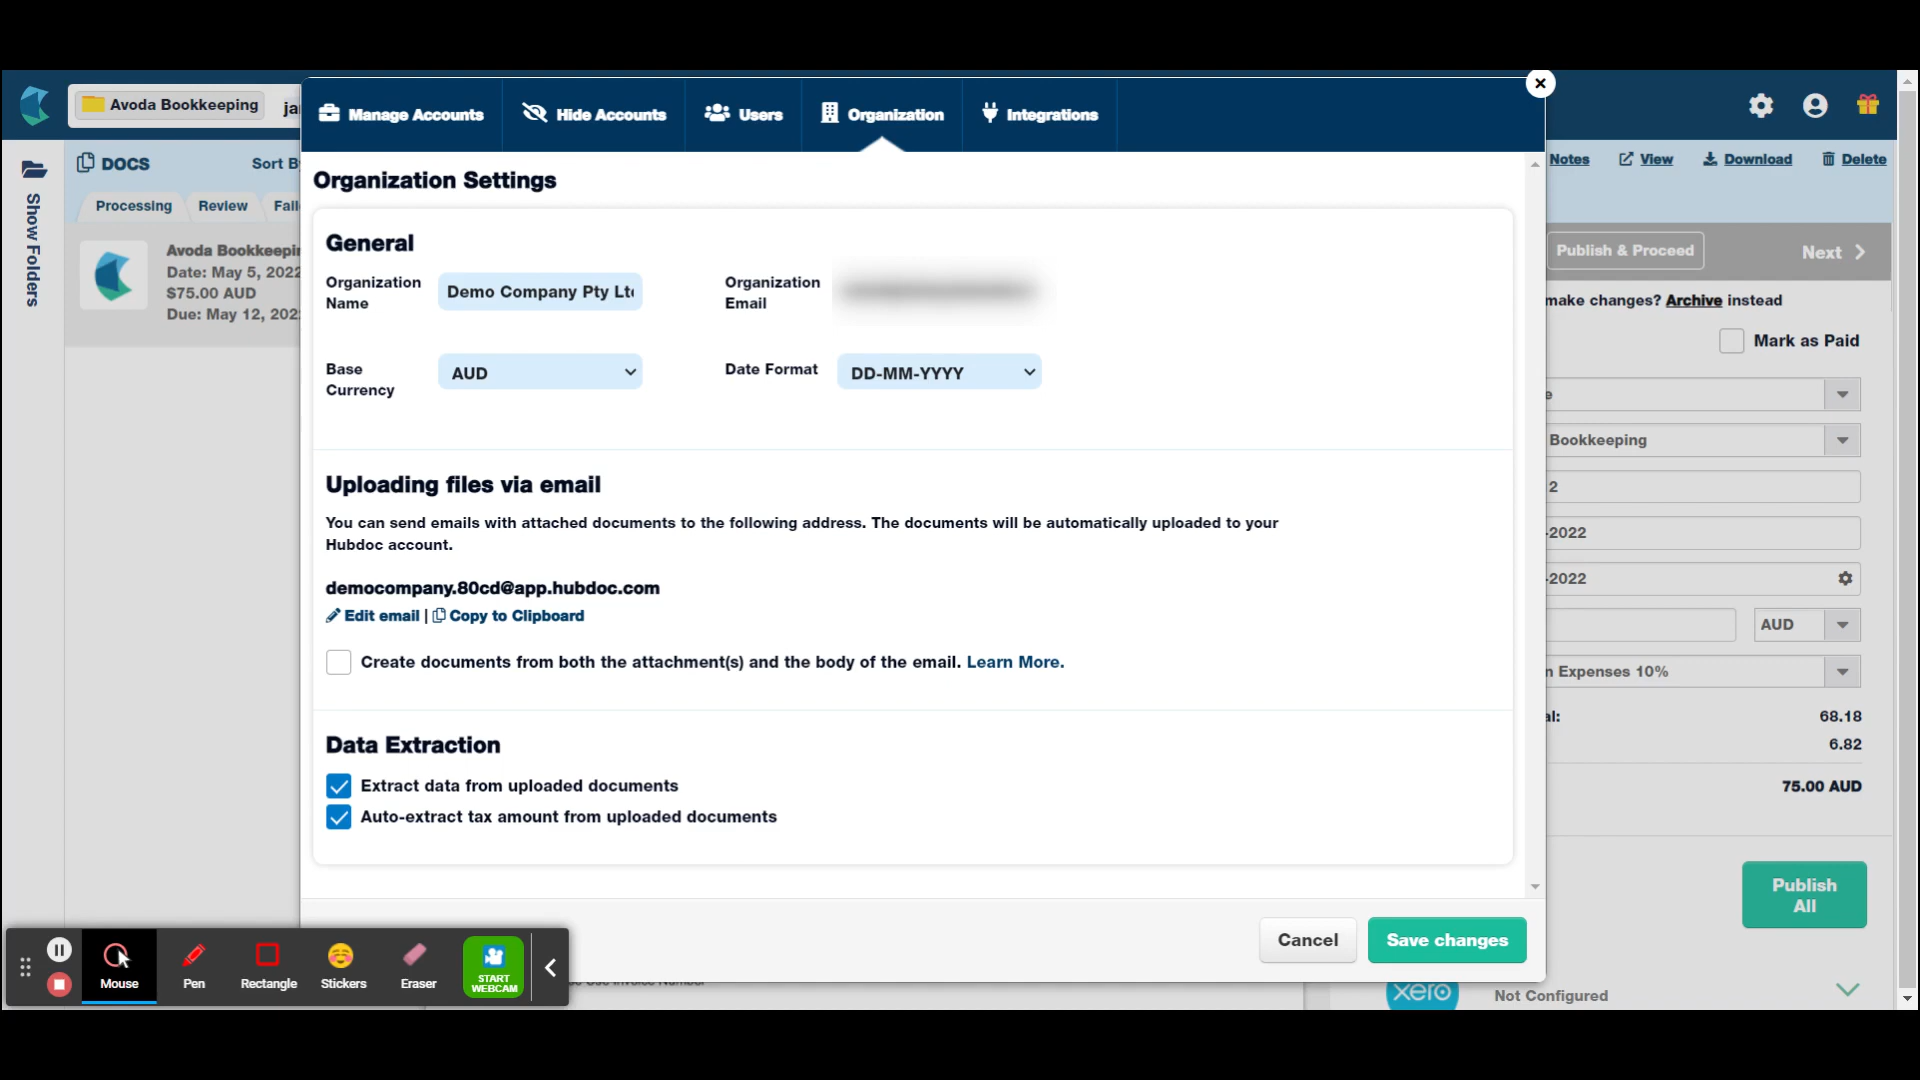 Avoda Bookkeeping
Manage Accounts
Hide Accounts
Users
Organization
Integrations
DOCS
Sort
Processing
Review
Avoda
Date: May 5, 2022
$75.00 AUD
Due: May 12,
Show Folders
Organization Settings
General
Organization
Name
Demo Company Pty
Organization
Email
Base
Currency
AUD
Date Format
DD-MM-YYYY
Uploading files via email
You can send emails with attached documents to the following address. The documents will be automatically uploaded to your
Hubdoc account.
democompany.80cd@app.hubdoc.com
Edit email | Copy to Clipboard
Create documents from both the attachment(s) and the body of the email. Learn More.
Data Extraction
Extract data from uploaded documents
Auto-extract tax amount from uploaded documents
Cancel
Save changes
Notes
View
Download
Delete
Publish & Proceed
Next
make changes? Archive instead
Mark as Paid
Bookkeeping
2
-2022
-2022
AUD
Expenses 10%
68.18
6.82
75.00 AUD
Publish
All
xero
Not Configured
Mouse
Pen
Rectangle
Stickers
Eraser
START
WEBCAM